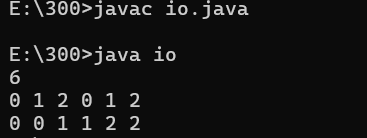 E:\300>javac io.java
E:\300>java io
6
0 1 2 0 1 2
0 0 1 1 2 2